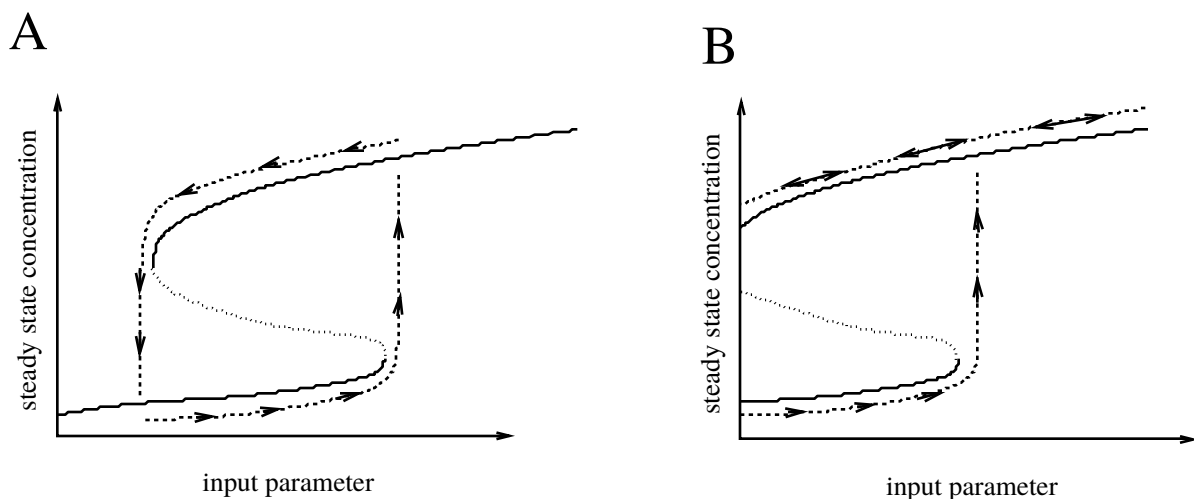 A
steady state concentration
input parameter
B
steady state concentration
input parameter